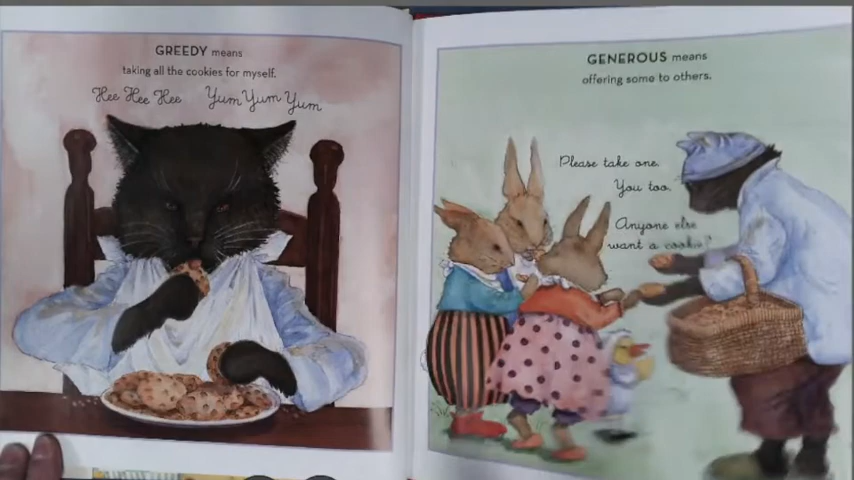 GREEDY means
taking all the cookies for myself.
Hee Hee Hee Yum Yum Yum
GENEROUS means
offering some to others.
Please take one.
You too.
Anyone else
want a cookie?